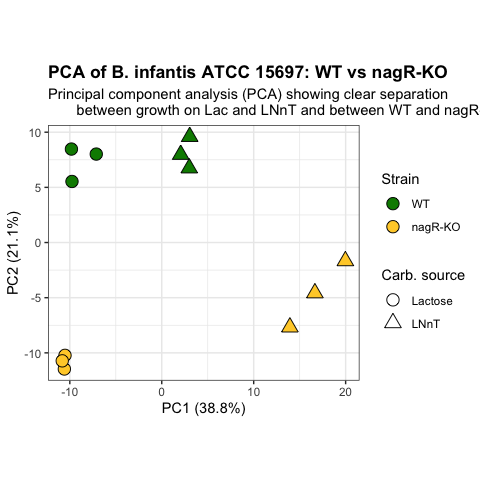 PCA of B. infantis ATCC 15697: WT vs nagR-KO
Principal component analysis (PCA) showing clear separation
between growth on Lac and LNnT and between WT and nagR
10
5
0
-5
-10
PC2 (21.1%)
-10 0 10 20
PC1 (38.8%)
Strain
WT
nagR-KO
Carb. source
Lactose
LNnT